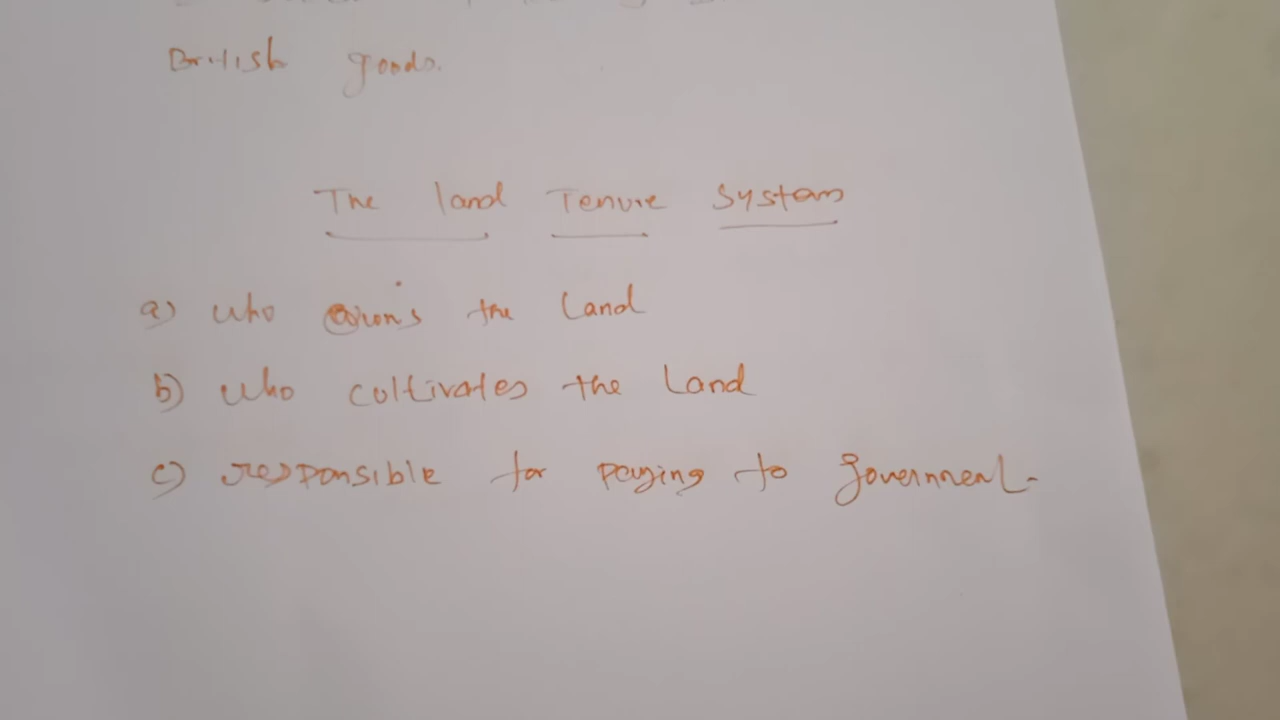 British goods.
The land Tenure System
a) who owns the Land
b) who cultivates the Land
c) responsible for paying to government.